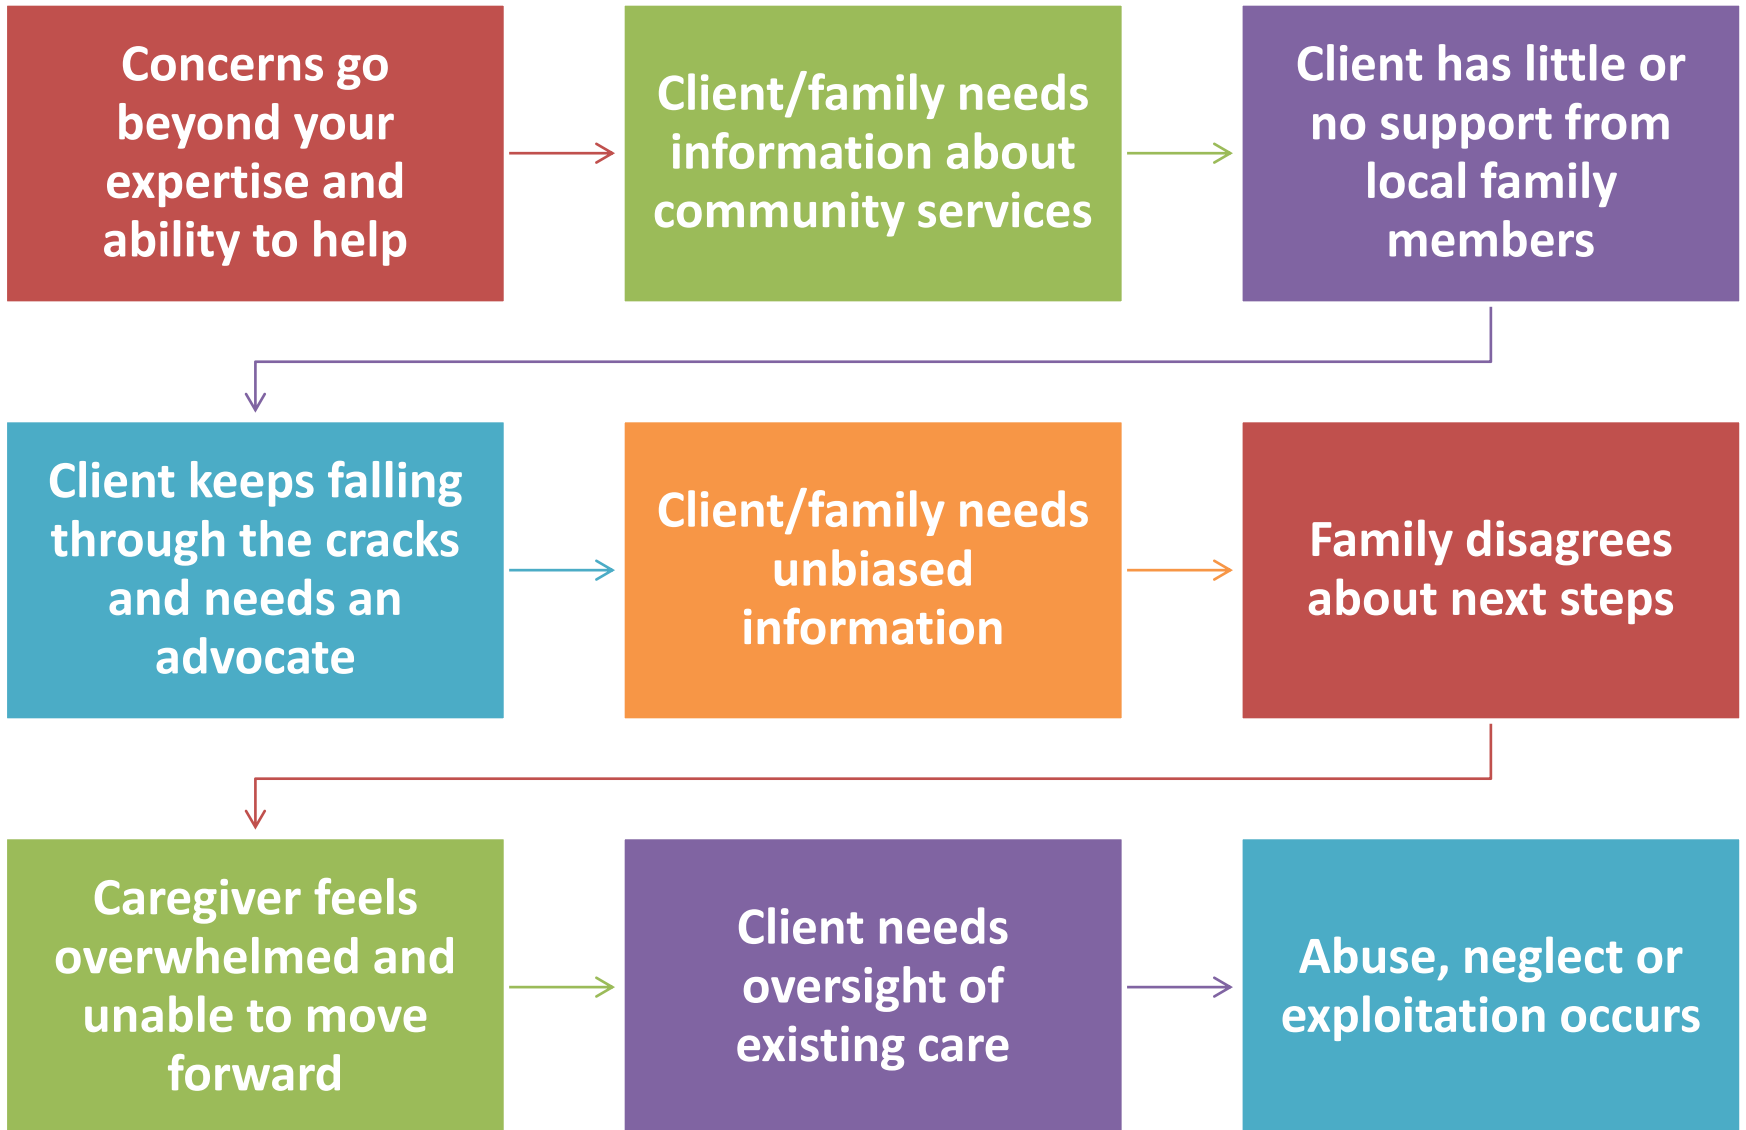 Concerns go
beyond your
expertise and
ability to help
Client/family needs
information about
community services
Client has little or
no support from
local family
members
Client keeps falling
through the cracks
and needs an
advocate
Client/family needs
unbiased
information
Family disagrees
about next steps
Caregiver feels
overwhelmed and
unable to move
forward
Client needs
oversight of
existing care
Abuse, neglect or
exploitation occurs